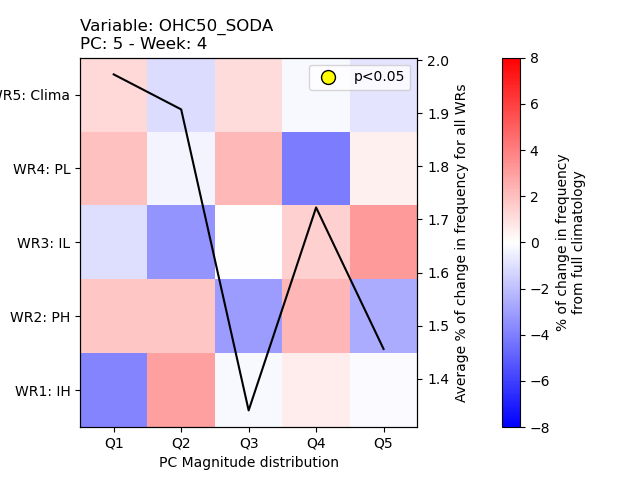 Variable: OHC50_SODA
PC: 5 - Week: 4
p<0.05
WR5: Clima
WR4: PL
WR3: IL
WR2: PH
WR1: IH
Q1 Q2 Q3 Q4 Q5
PC Magnitude distribution
2.0
1.9
1.8
1.7
1.6
1.5
1.4
Average % of change in frequency for all WRs
8
6
4
2
0
−2
−4
−6
−8
% of change in frequency
from full climatology